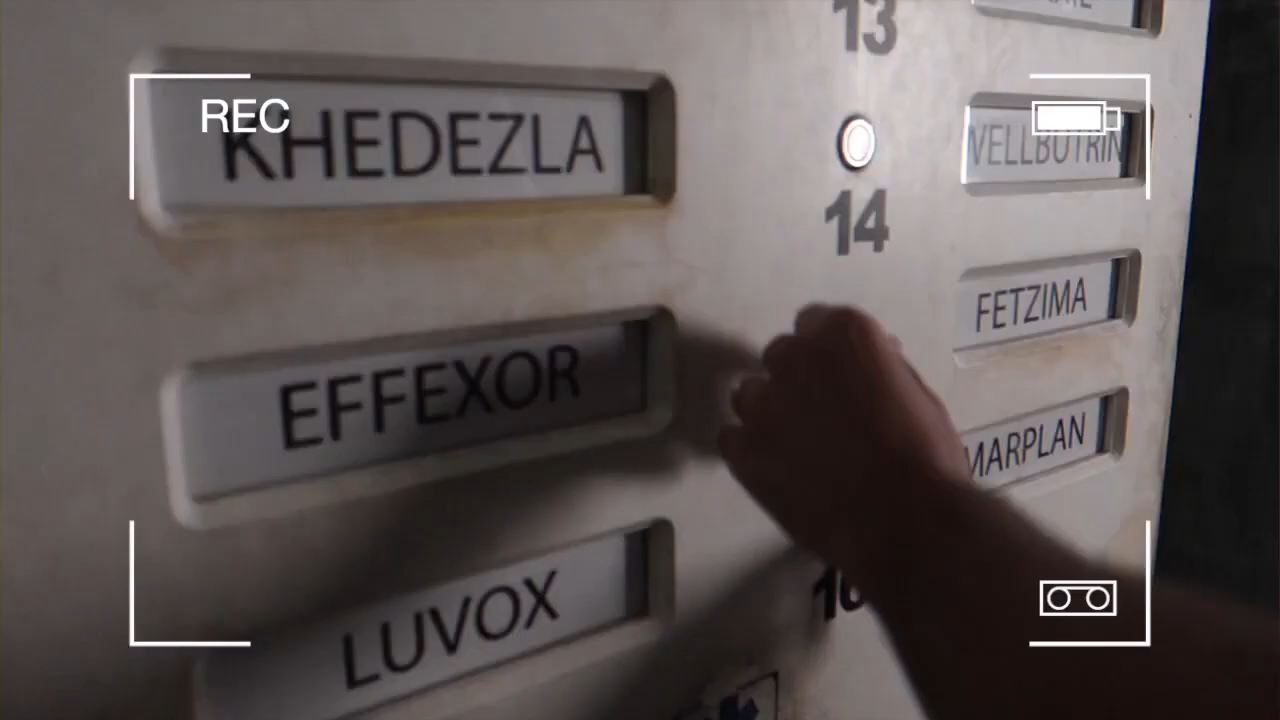 13
REC
KHEDEZLA
WELLBUTRIN
14
FETZIMA
EFFEXOR
MARPLAN
LUVOX